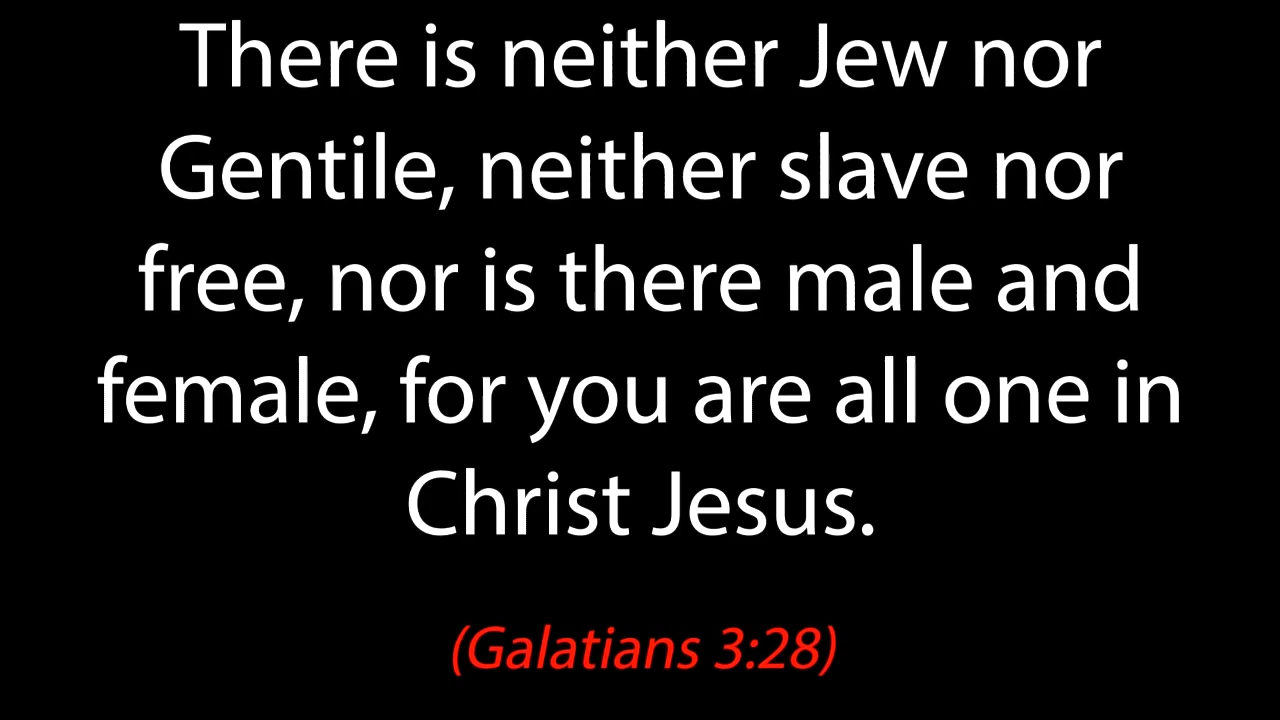 There is neither Jew nor
Gentile, neither slave nor
free, nor is there male and
female, for you are all one in
Christ Jesus.
(Galatians 3:28)